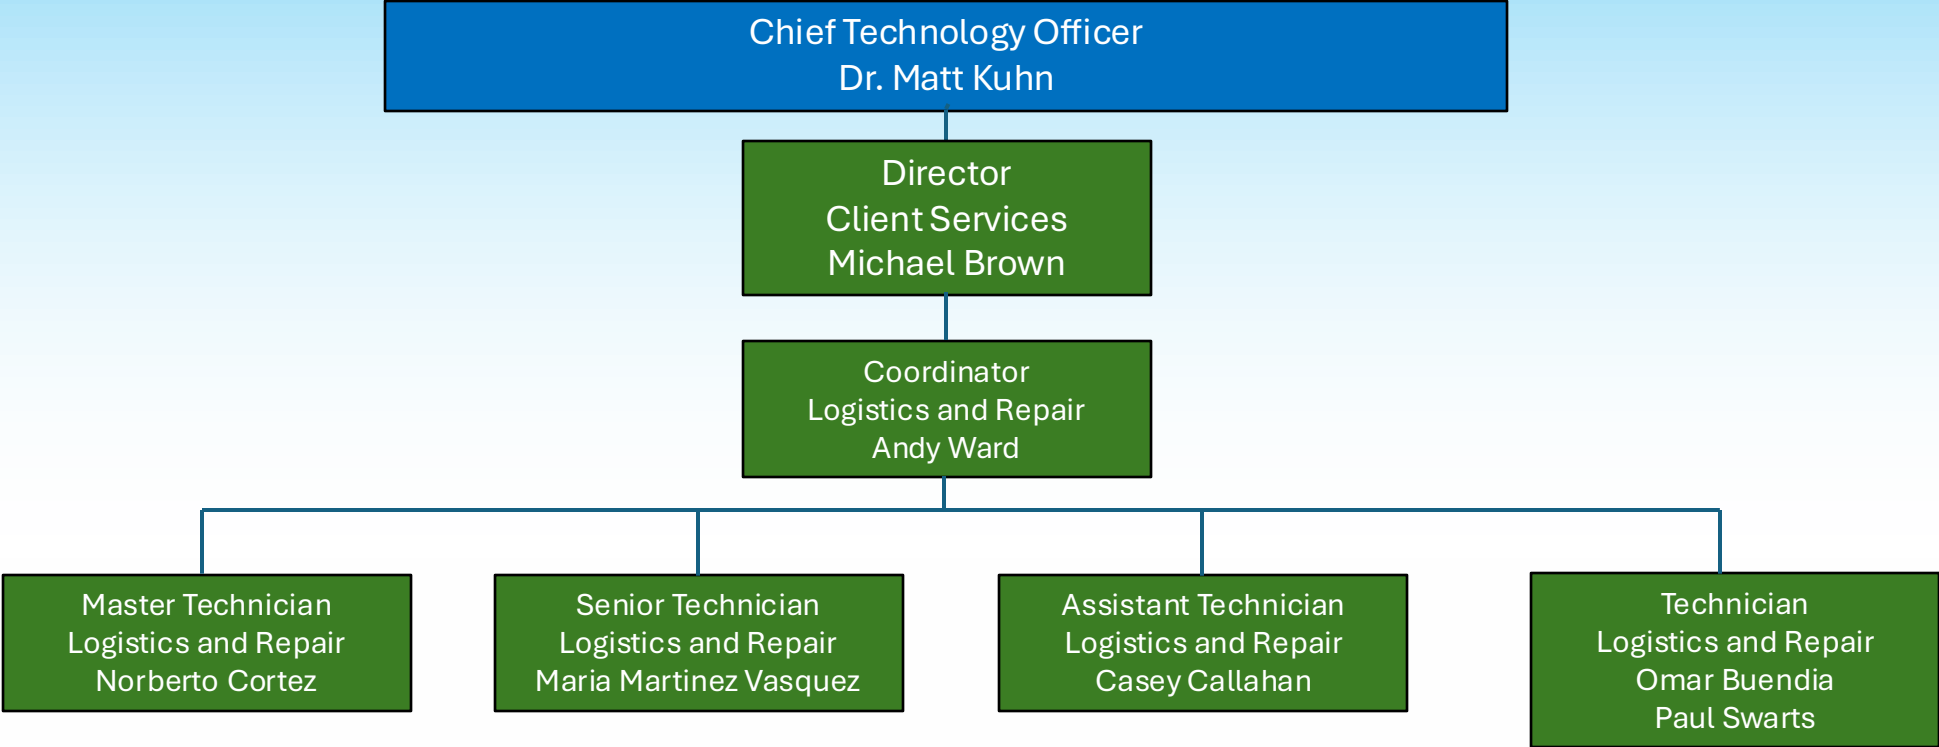 Chief Technology Officer
Dr. Matt Kuhn
Director
Client Services
Michael Brown
Coordinator
Logistics and Repair
Andy Ward
Master Technician
Logistics and Repair
Norberto Cortez
Senior Technician
Logistics and Repair
Maria Martinez Vasquez
Assistant Technician
Logistics and Repair
Casey Callahan
Technician
Logistics and Repair
Omar Buendia
Paul Swarts